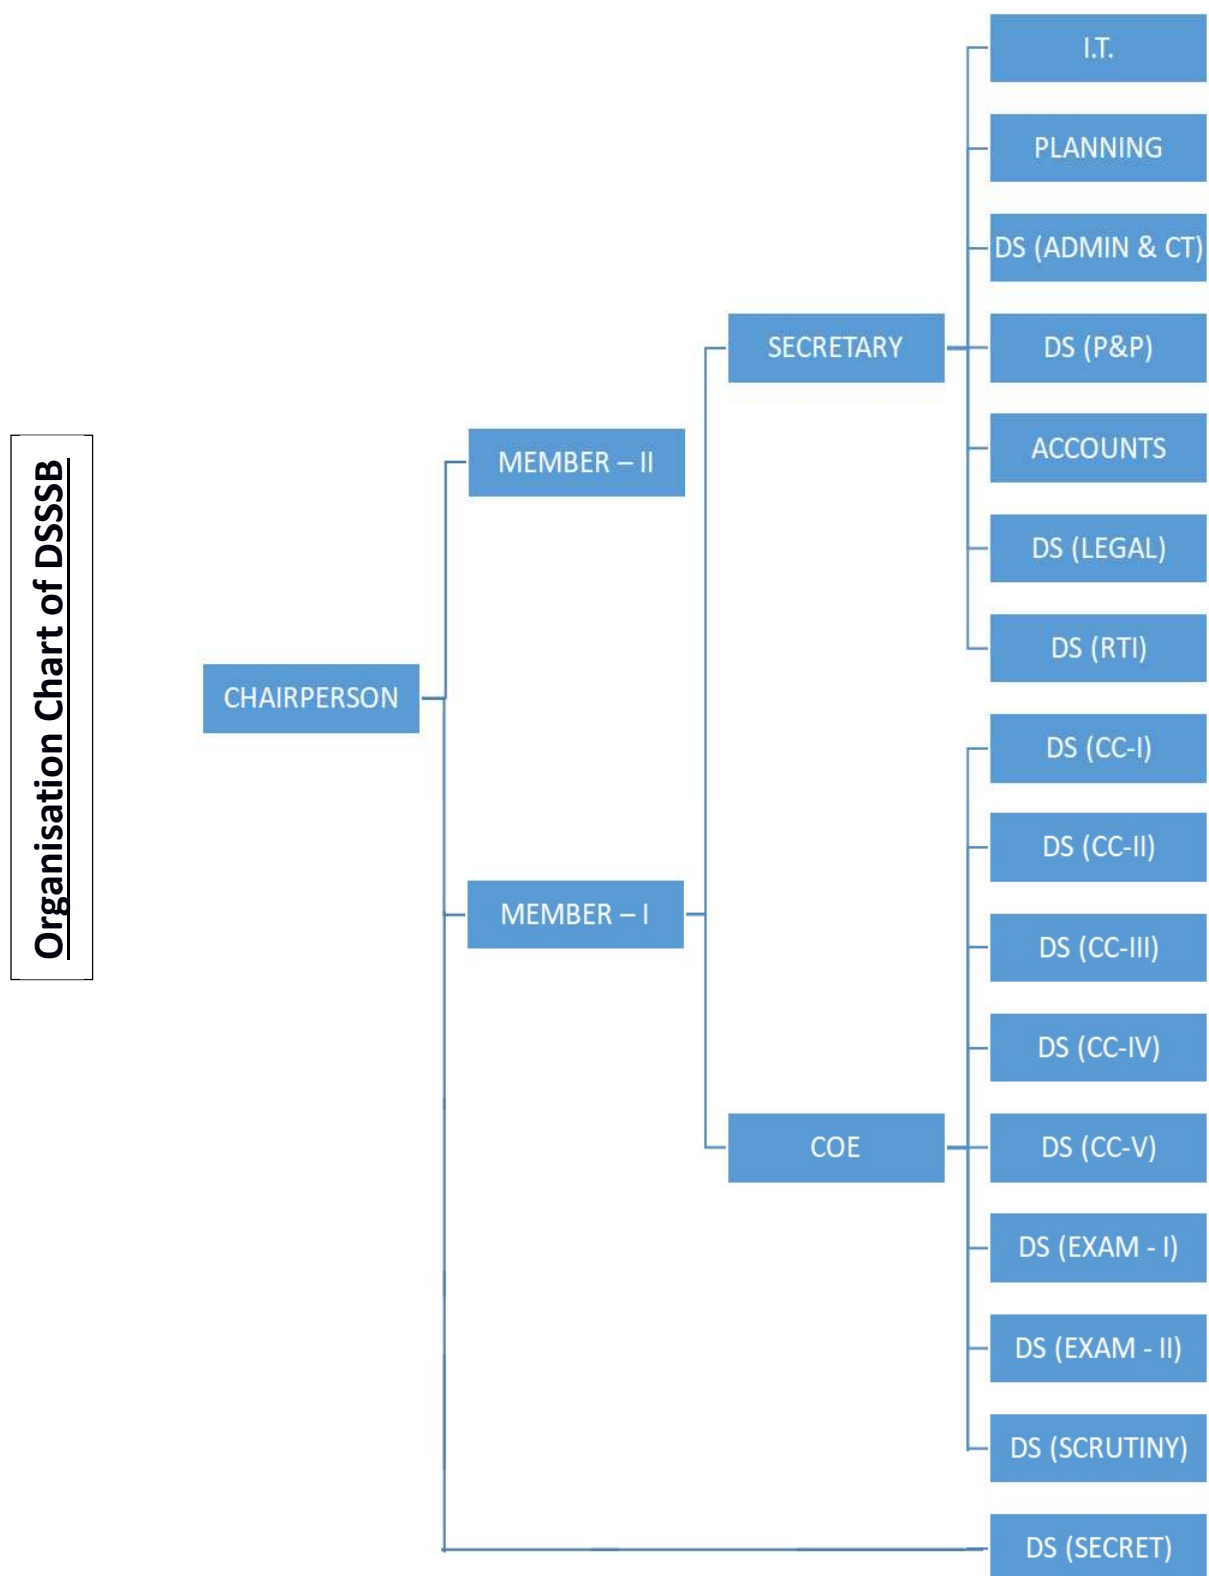 Organisation Chart of DSSSB
CHAIRPERSON
MEMBER – II
MEMBER – I
SECRETARY
COE
I.T.
PLANNING
DS (ADMIN & CT)
DS (P&P)
ACCOUNTS
DS (LEGAL)
DS (RTI)
DS (CC-I)
DS (CC-II)
DS (CC-III)
DS (CC-IV)
DS (CC-V)
DS (EXAM - I)
DS (EXAM - II)
DS (SCRUTINY)
DS (SECRET)